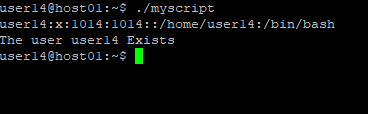 user14@host01:~$ ./myscript
user14:x:1014:1014::/home/user14:/bin/bash
The user user14 Exists
user14@host01:~$